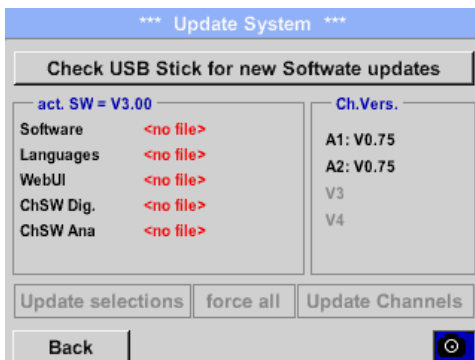 *** Update System ***
Check USB Stick for new Softwate updates
act. SW = V3.00
Software <no file>
Languages <no file>
WebUI <no file>
ChSW Dig. <no file>
ChSW Ana <no file>
Ch.Vers.
A1: V0.75
A2: V0.75
V3
V4
Update selections force all Update Channels
Back